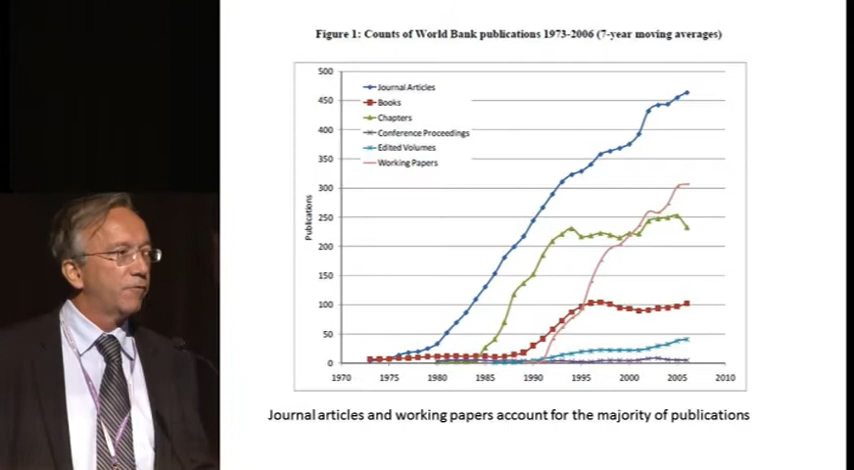 Figure 1: Counts of World Bank publications 1973-2006 (7-year moving averages)
500
450
400
350
300
250
200
150
100
50
0
Publications
Journal Articles
Books
Chapters
Conference Proceedings
Edited Volumes
Working Papers
1970 1975 1980 1985 1990 1995 2000 2005 2010
Journal articles and working papers account for the majority of publications